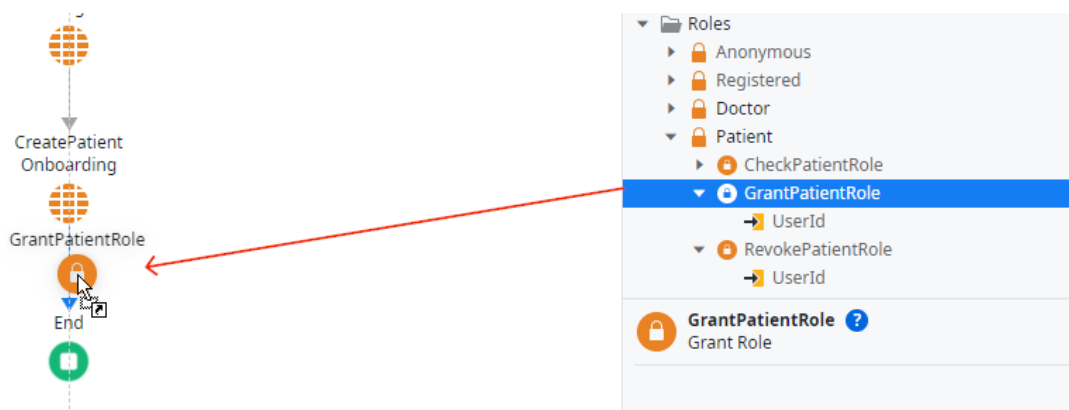 CreatePatient
Onboarding
GrantPatientRole
End
Roles
Anonymous
Registered
Doctor
Patient
CheckPatientRole
GrantPatientRole
UserId
RevokePatientRole
UserId
GrantPatientRole ?
Grant Role